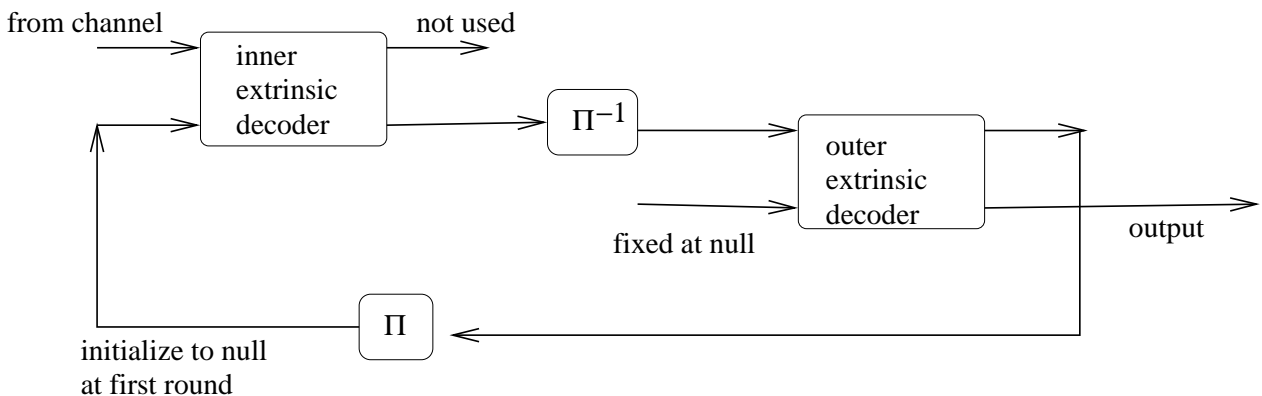 from channel
not used
inner
extrinsic
decoder
Π−1
outer
extrinsic
decoder
fixed at null
output
Π
initialize to null
at first round